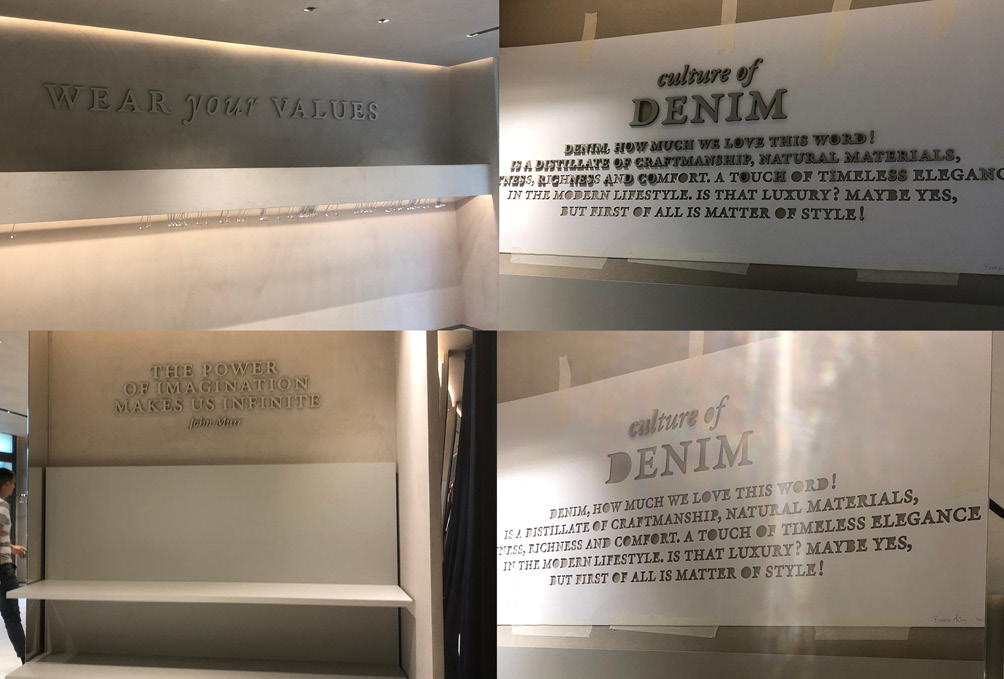 WEAR your VALUES
culture of
DENIM
DENIM, HOW MUCH WE LOVE THIS WORD!
IS A DISTILLATE OF CRAFTMANSHIP, NATURAL MATERIALS,
RICHNESS AND COMFORT. A TOUCH OF TIMELESS
IN THE MODERN LIFESTYLE. IS THAT LUXURY? MAYBE YES,
BUT FIRST OF ALL IS MATTER OF STYLE!
THE POWER
OF IMAGINATION
MAKES US INFINITE
John Muir
culture of
DENIM
DENIM, HOW MUCH WE LOVE THIS WORD!
IS A DISTILLATE OF CRAFTMANSHIP, NATURAL MATERIALS,
RICHNESS AND COMFORT. A TOUCH OF TIMELESS ELEGANCE
IN THE MODERN LIFESTYLE. IS THAT LUXURY? MAYBE YES,
BUT FIRST OF ALL IS MATTER OF STYLE!